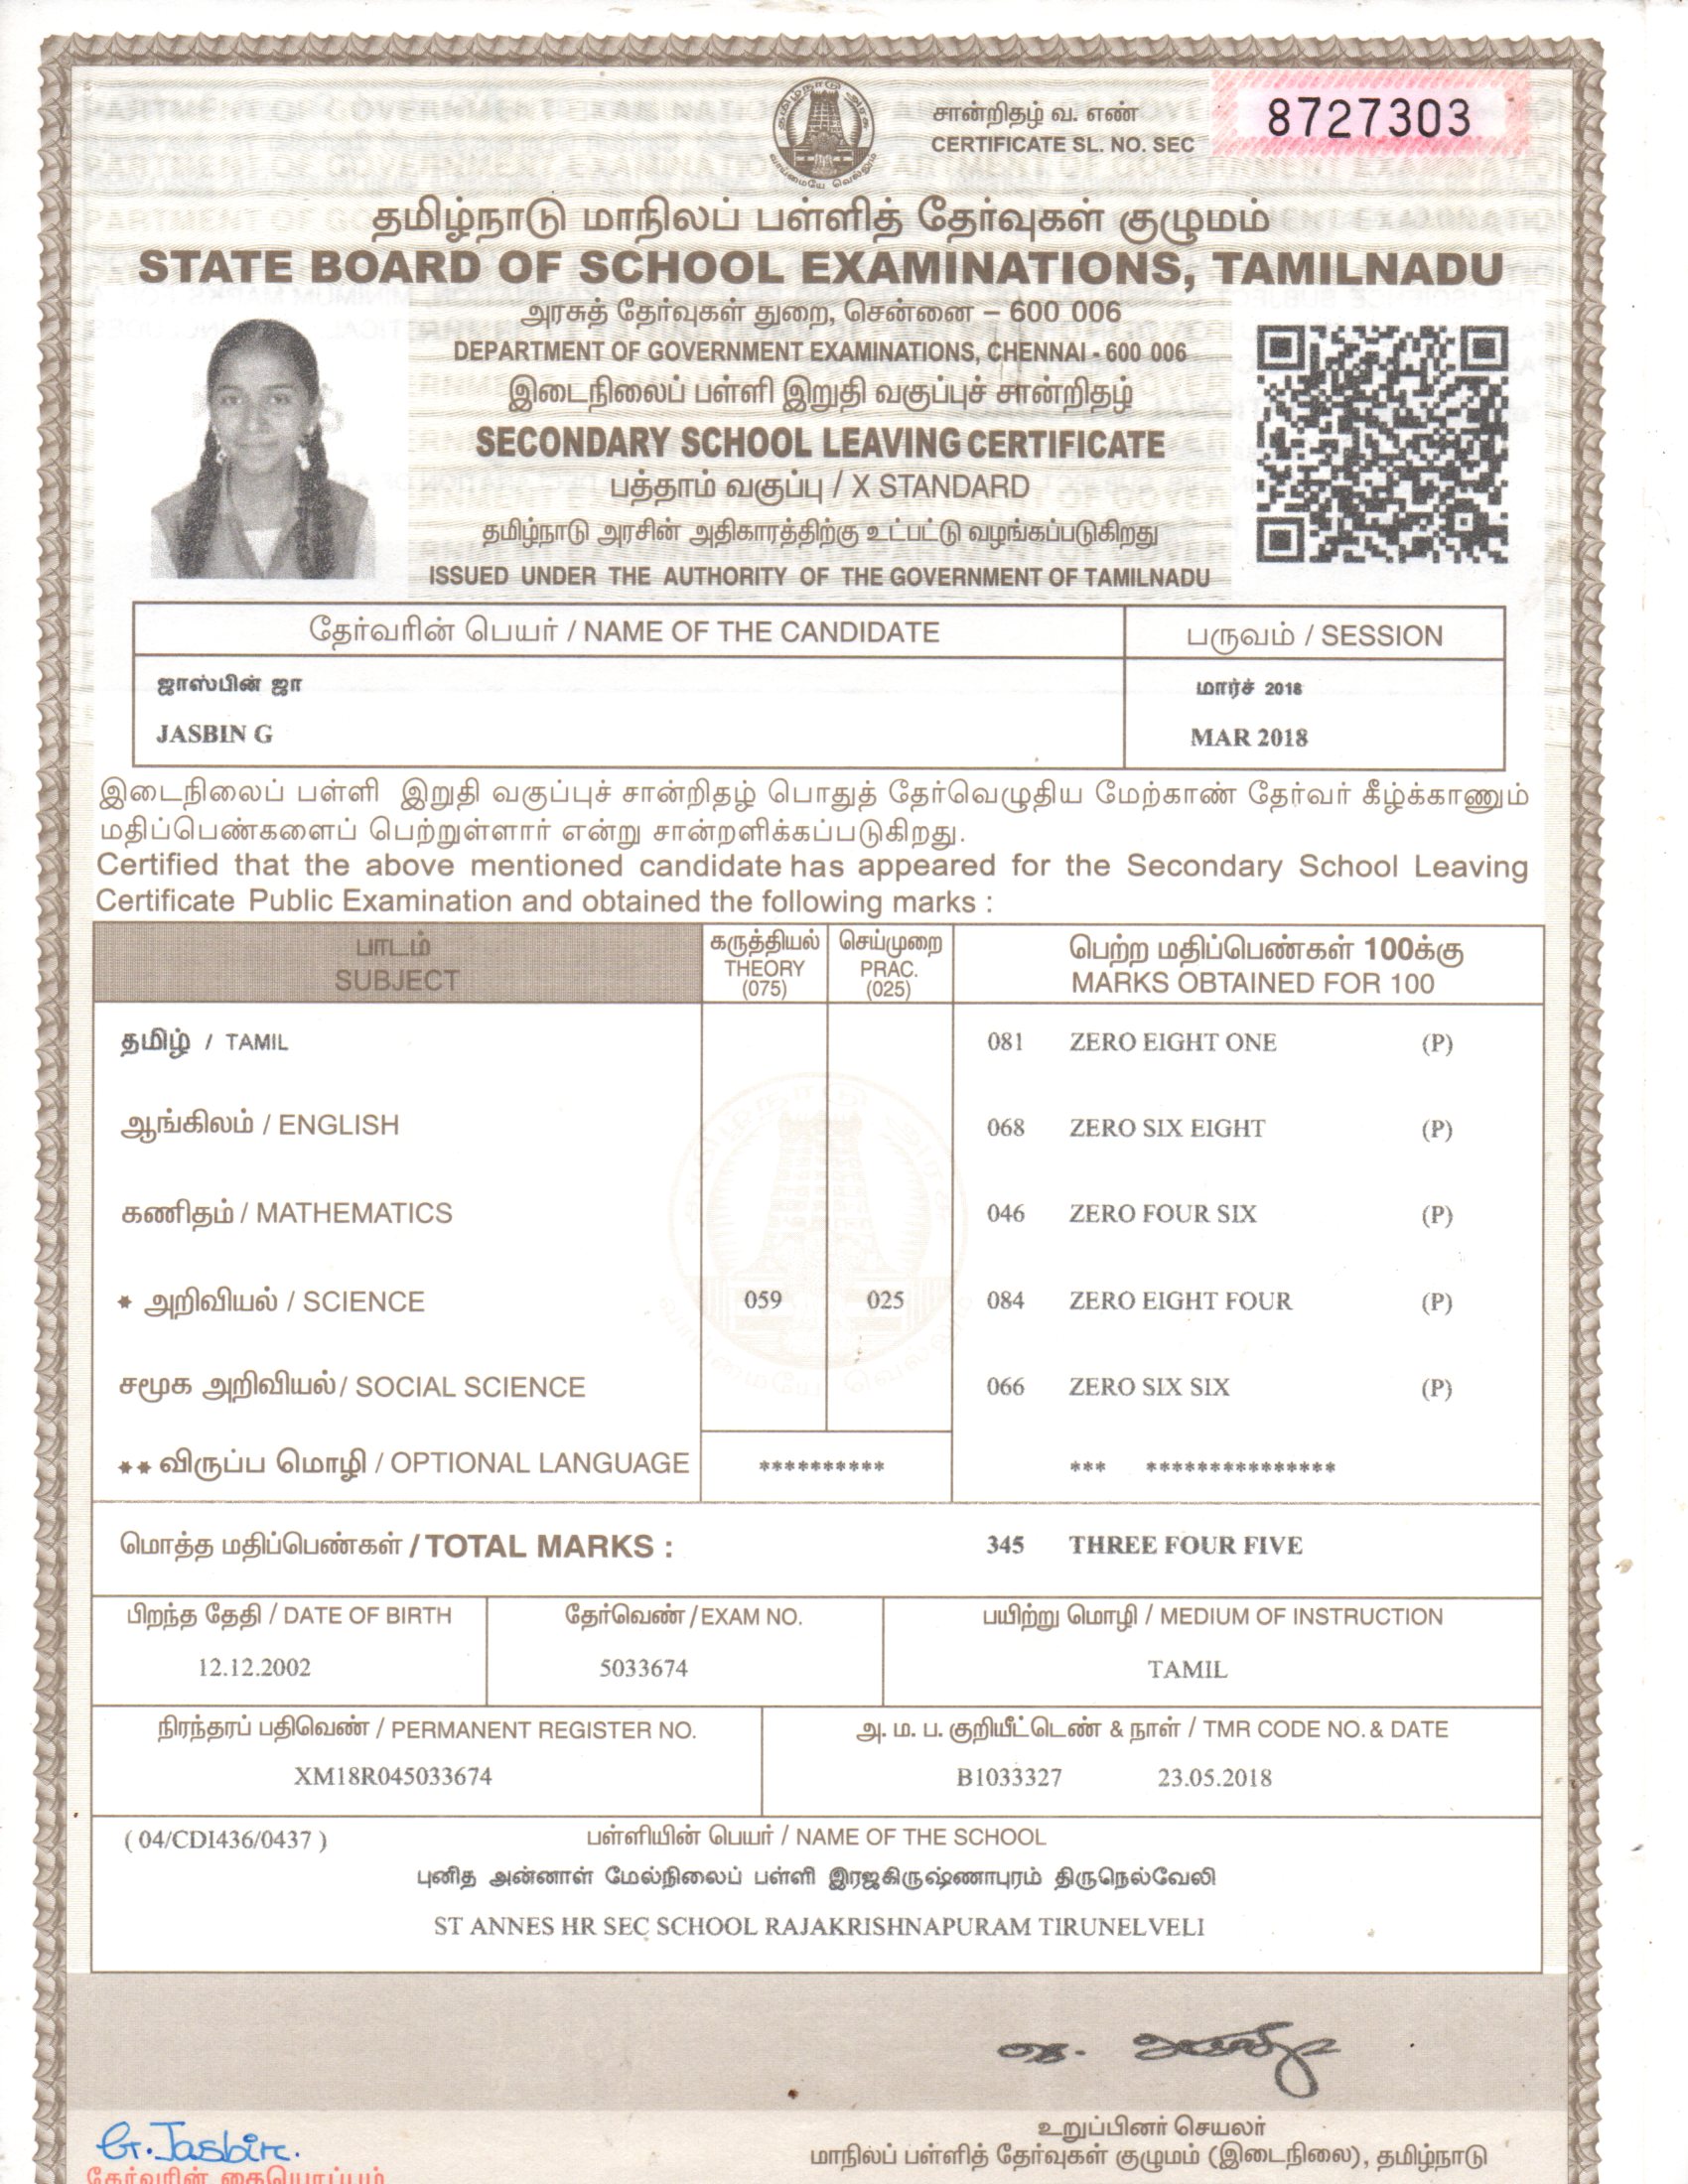 சான்றிதழ் வ. எண்
CERTIFICATE SL. NO. SEC
8727303
தமிழ்நாடு மாநிலப் பள்ளித் தேர்வுகள் குழுமம்
STATE BOARD OF SCHOOL EXAMINATIONS, TAMILNADU
அரசுத் தேர்வுகள் துறை, சென்னை – 600 006
DEPARTMENT OF GOVERNMENT EXAMINATIONS, CHENNAI - 600 006
இடைநிலைப் பள்ளி இறுதி வகுப்புச் சான்றிதழ்
SECONDARY SCHOOL LEAVING CERTIFICATE
பத்தாம் வகுப்பு / X STANDARD
தமிழ்நாடு அரசின் அதிகாரத்திற்கு உட்பட்டு வழங்கப்படுகிறது
ISSUED UNDER THE AUTHORITY OF THE GOVERNMENT OF TAMILNADU
தேர்வரின் பெயர் / NAME OF THE CANDIDATE பருவம் / SESSION
ஜாஸ்பின் ஜா மார்ச் 2018
JASBIN G MAR 2018
இடைநிலைப் பள்ளி இறுதி வகுப்புச் சான்றிதழ் பொதுத் தேர்வெழுதிய மேற்காண் தேர்வர் கீழ்க்காணும்
மதிப்பெண்களைப் பெற்றுள்ளார் என்று சான்றளிக்கப்படுகிறது.
Certified that the above mentioned candidate has appeared for the Secondary School Leaving
Certificate Public Examination and obtained the following marks :
பாடம் கருத்தியல் செய்முறை பெற்ற மதிப்பெண்கள் 100க்கு
SUBJECT THEORY PRAC. MARKS OBTAINED FOR 100
(075) (025)
தமிழ் / TAMIL 081 ZERO EIGHT ONE (P)
ஆங்கிலம் / ENGLISH 068 ZERO SIX EIGHT (P)
கணிதம் / MATHEMATICS 046 ZERO FOUR SIX (P)
* அறிவியல் / SCIENCE 059 025 084 ZERO EIGHT FOUR (P)
சமூக அறிவியல் / SOCIAL SCIENCE 066 ZERO SIX SIX (P)
** விருப்ப மொழி / OPTIONAL LANGUAGE ********** *** ***************
மொத்த மதிப்பெண்கள் / TOTAL MARKS : 345 THREE FOUR FIVE
பிறந்த தேதி / DATE OF BIRTH தேர்வெண் / EXAM NO. பயிற்று மொழி / MEDIUM OF INSTRUCTION
12.12.2002 5033674 TAMIL
நிரந்தரப் பதிவெண் / PERMANENT REGISTER NO. அ. ம. ப. குறியீட்டெண் & நாள் / TMR CODE NO. & DATE
XM18R045033674 B1033327 23.05.2018
( 04/CDI436/0437 ) பள்ளியின் பெயர் / NAME OF THE SCHOOL
புனித அன்னாள் மேல்நிலைப் பள்ளி இரஜகிருஷ்ணாபுரம் திருநெல்வேலி
ST ANNES HR SEC SCHOOL RAJAKRISHNAPURAM TIRUNELVELI
G. Jasbin.
தேர்வரின் கையொப்பம்
உறுப்பினர் செயலர்
மாநிலப் பள்ளித் தேர்வுகள் குழுமம் (இடைநிலை), தமிழ்நாடு